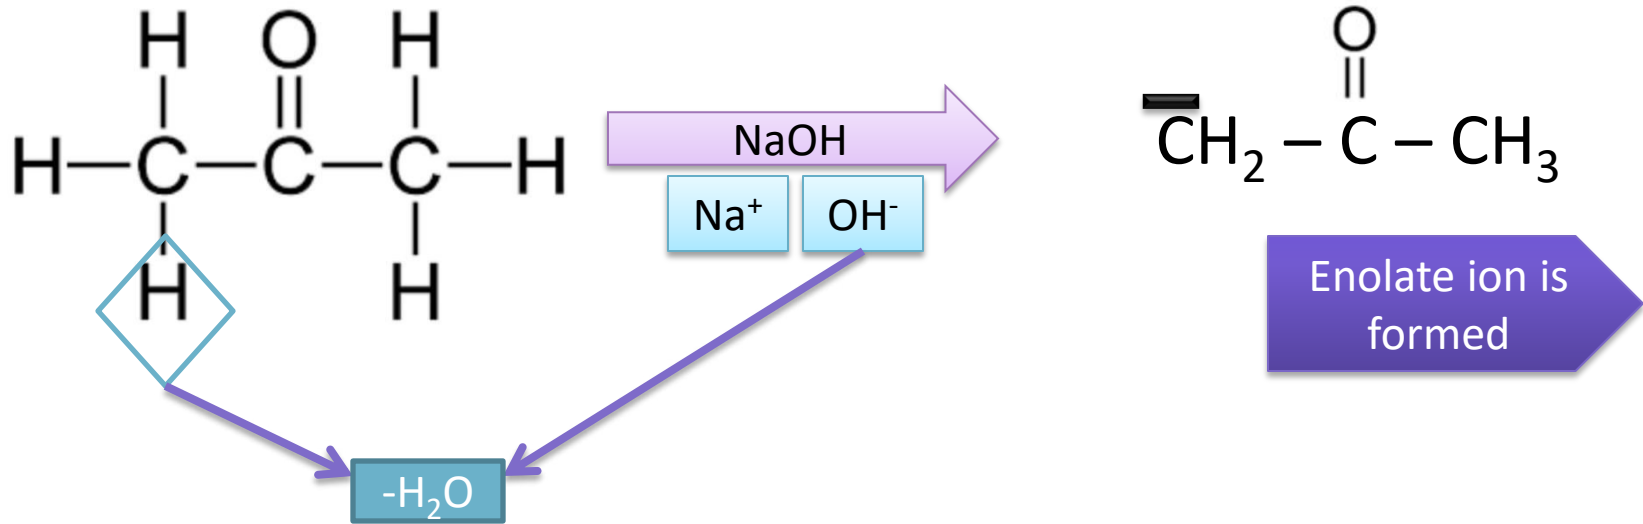 H O H
H C C C H
H H
NaOH
Na⁺ OH⁻
-H₂O
O
CH₂ – C – CH₃
Enolate ion is
formed